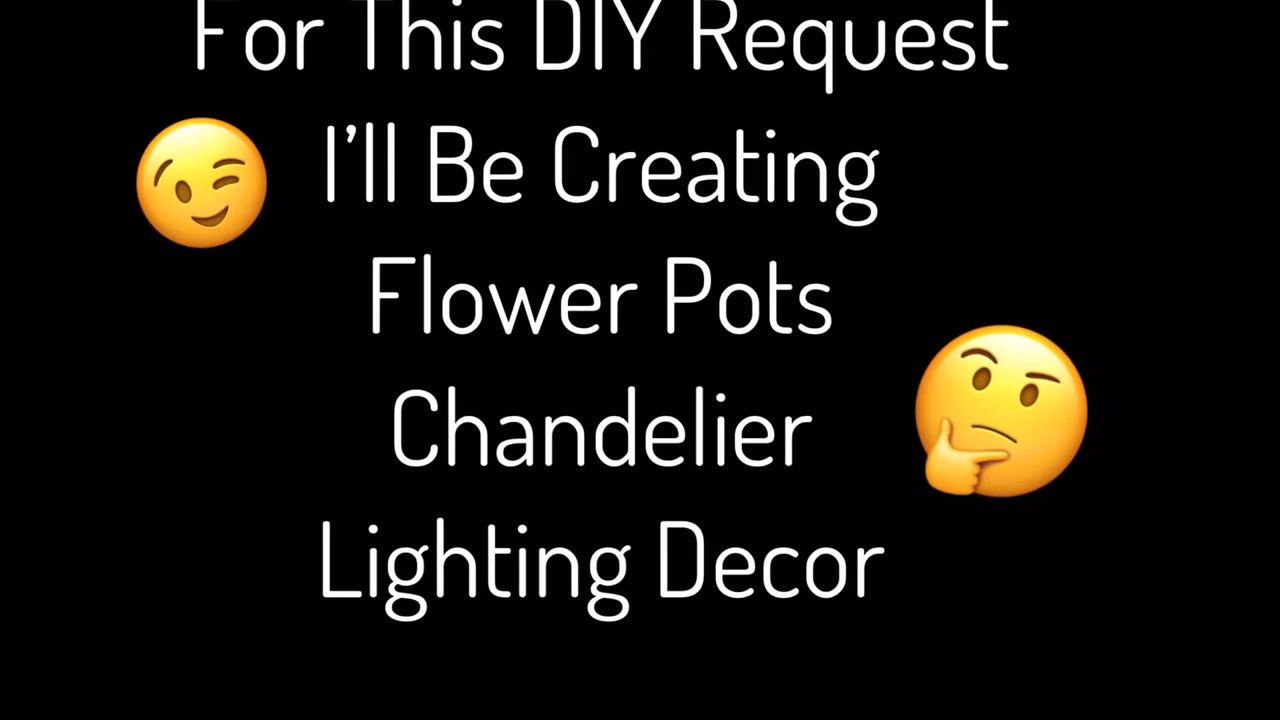 For This DIY Request
I’ll Be Creating
Flower Pots
Chandelier
Lighting Decor